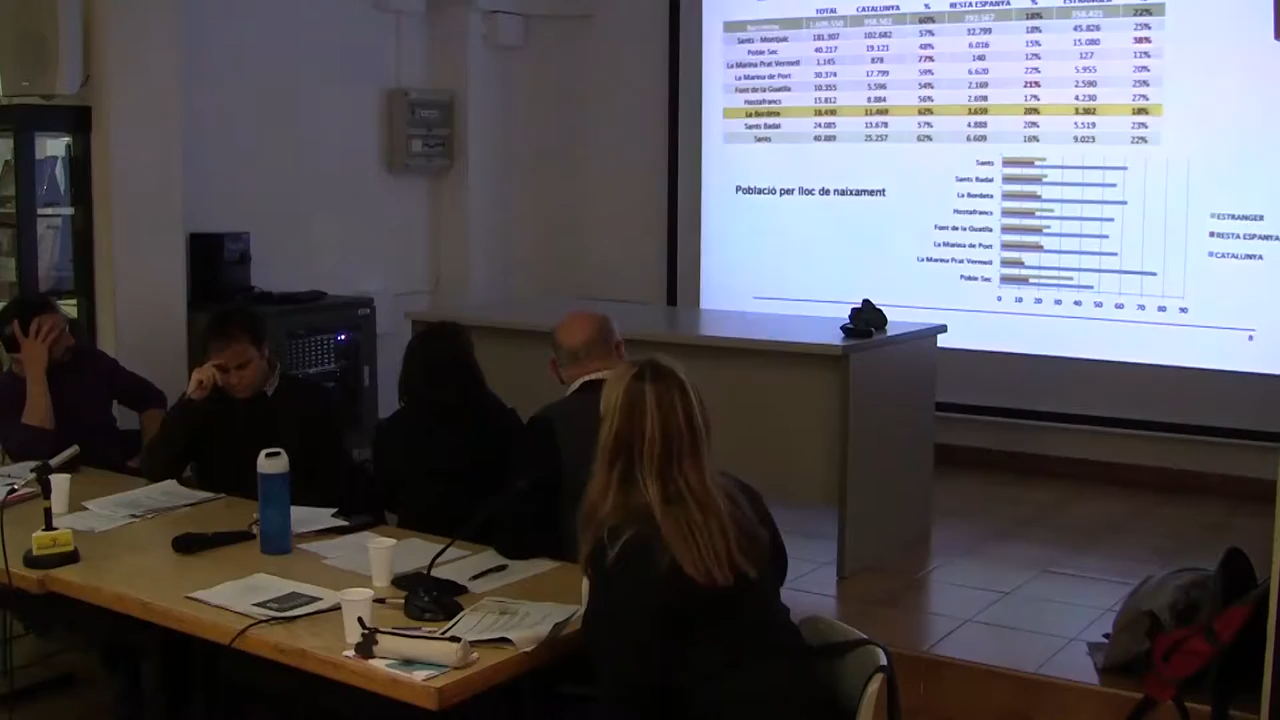 TOTAL CATALUNYA % RESTA ESPANYA % ESTRANGER %
1.609.550 958.562 60% 292.567 18% 358.421 22%
Sants - Montjuïc 181.307 102.682 57% 32.799 18% 45.826 25%
Poble Sec 40.217 19.121 48% 6.016 15% 15.080 38%
La Marina Prat Vermell 1.145 878 77% 140 12% 127 11%
La Marina de Port 30.374 17.799 59% 6.620 22% 5.955 20%
Font de la Guatlla 10.355 5.596 54% 2.169 21% 2.590 25%
Hostafrancs 15.812 8.884 56% 2.698 17% 4.230 27%
La Bordeta 18.430 11.469 62% 3.659 20% 3.302 18%
Sants Badal 24.085 13.678 57% 4.888 20% 5.519 23%
Sants 40.889 25.257 62% 6.609 16% 9.023 22%
Població per lloc de naixament
Sants
Sants Badal
La Bordeta
Hostafrancs
Font de la Guatlla
La Marina de Port
La Marina Prat Vermell
Poble Sec
0 10 20 30 40 50 60 70 80 90
ESTRANGER
RESTA ESPANYA
CATALUNYA
8